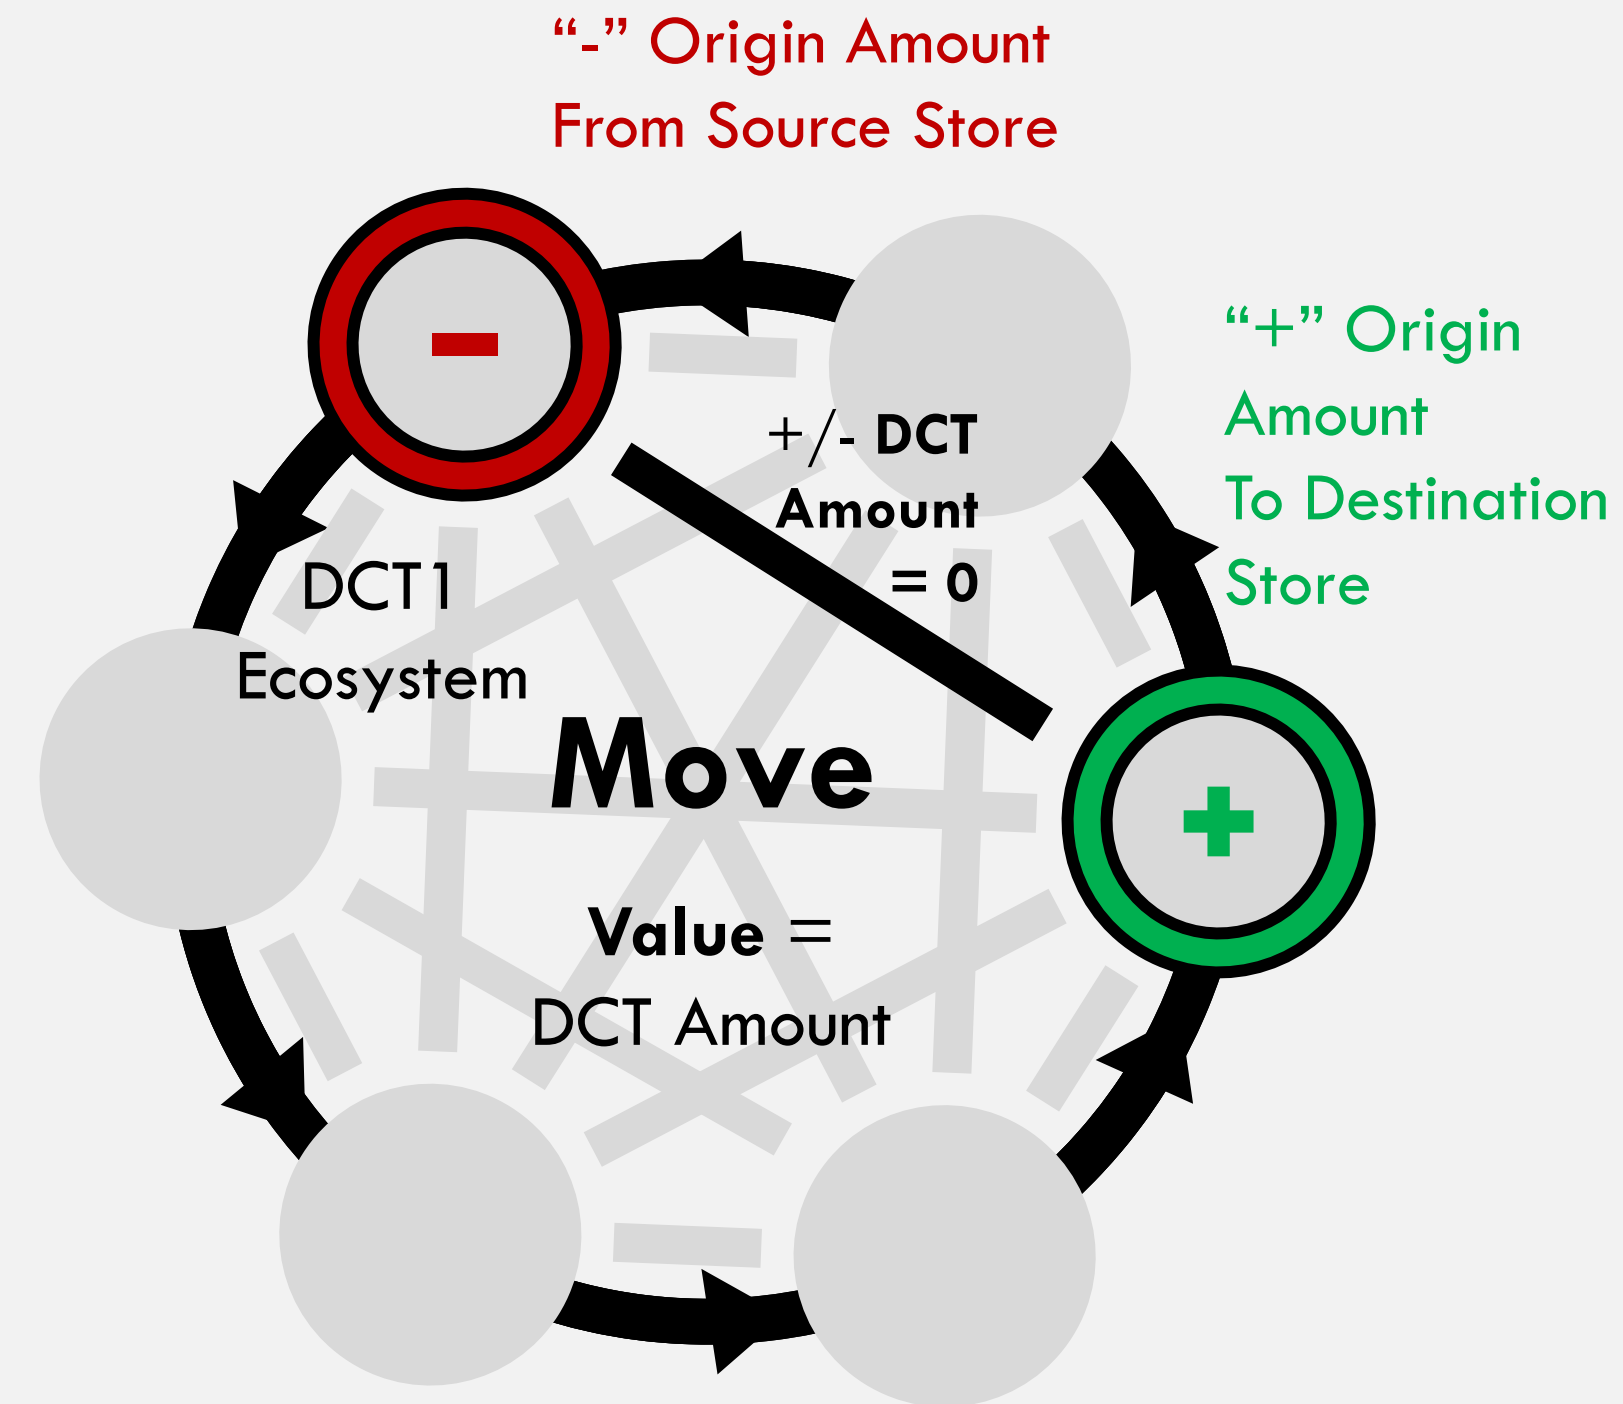 “-” Origin Amount
From Source Store
“+” Origin
Amount
To Destination
Store
-
+/- DCT
Amount
= 0
DCT1
Ecosystem
Move
+
Value =
DCT Amount